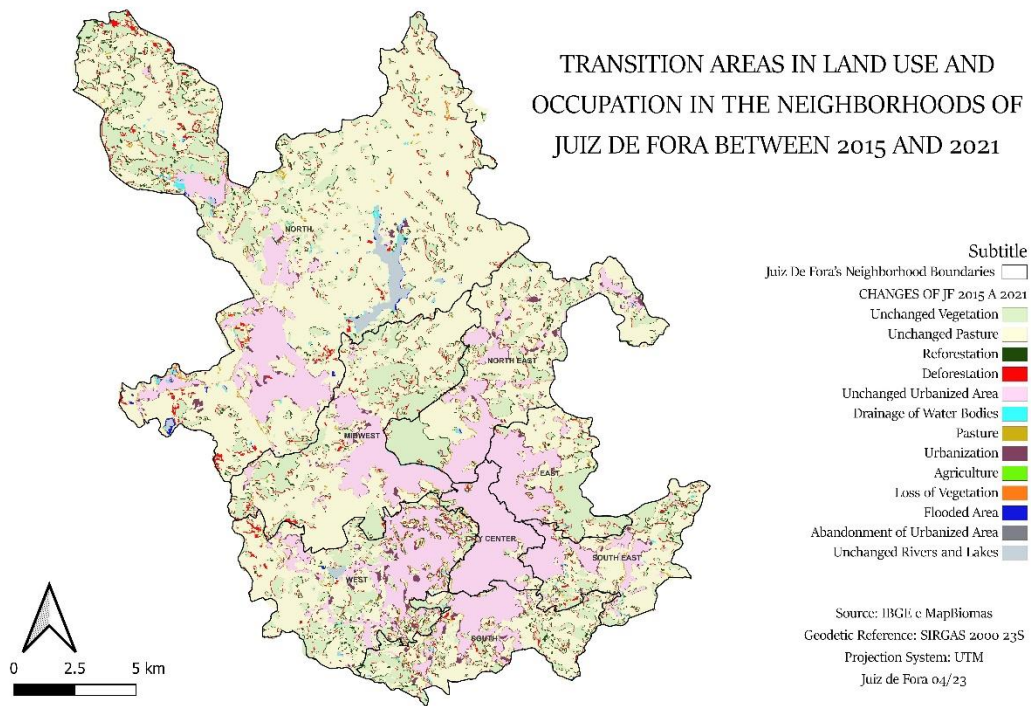 TRANSITION AREAS IN LAND USE AND
OCCUPATION IN THE NEIGHBORHOODS OF
JUIZ DE FORA BETWEEN 2015 AND 2021
NORTH
NORTH EAST
MIDWEST
EAST
CITY CENTER
SOUTH EAST
WEST
SOUTH
Subtitle
Juiz De Fora's Neighborhood Boundaries
CHANGES OF JF 2015 A 2021
Unchanged Vegetation
Unchanged Pasture
Reforestation
Deforestation
Unchanged Urbanized Area
Drainage of Water Bodies
Pasture
Urbanization
Agriculture
Loss of Vegetation
Flooded Area
Abandonment of Urbanized Area
Unchanged Rivers and Lakes
Source: IBGE e MapBiomas
Geodetic Reference: SIRGAS 2000 23S
Projection System: UTM
Juiz de Fora 04/23
0 2.5 5 km